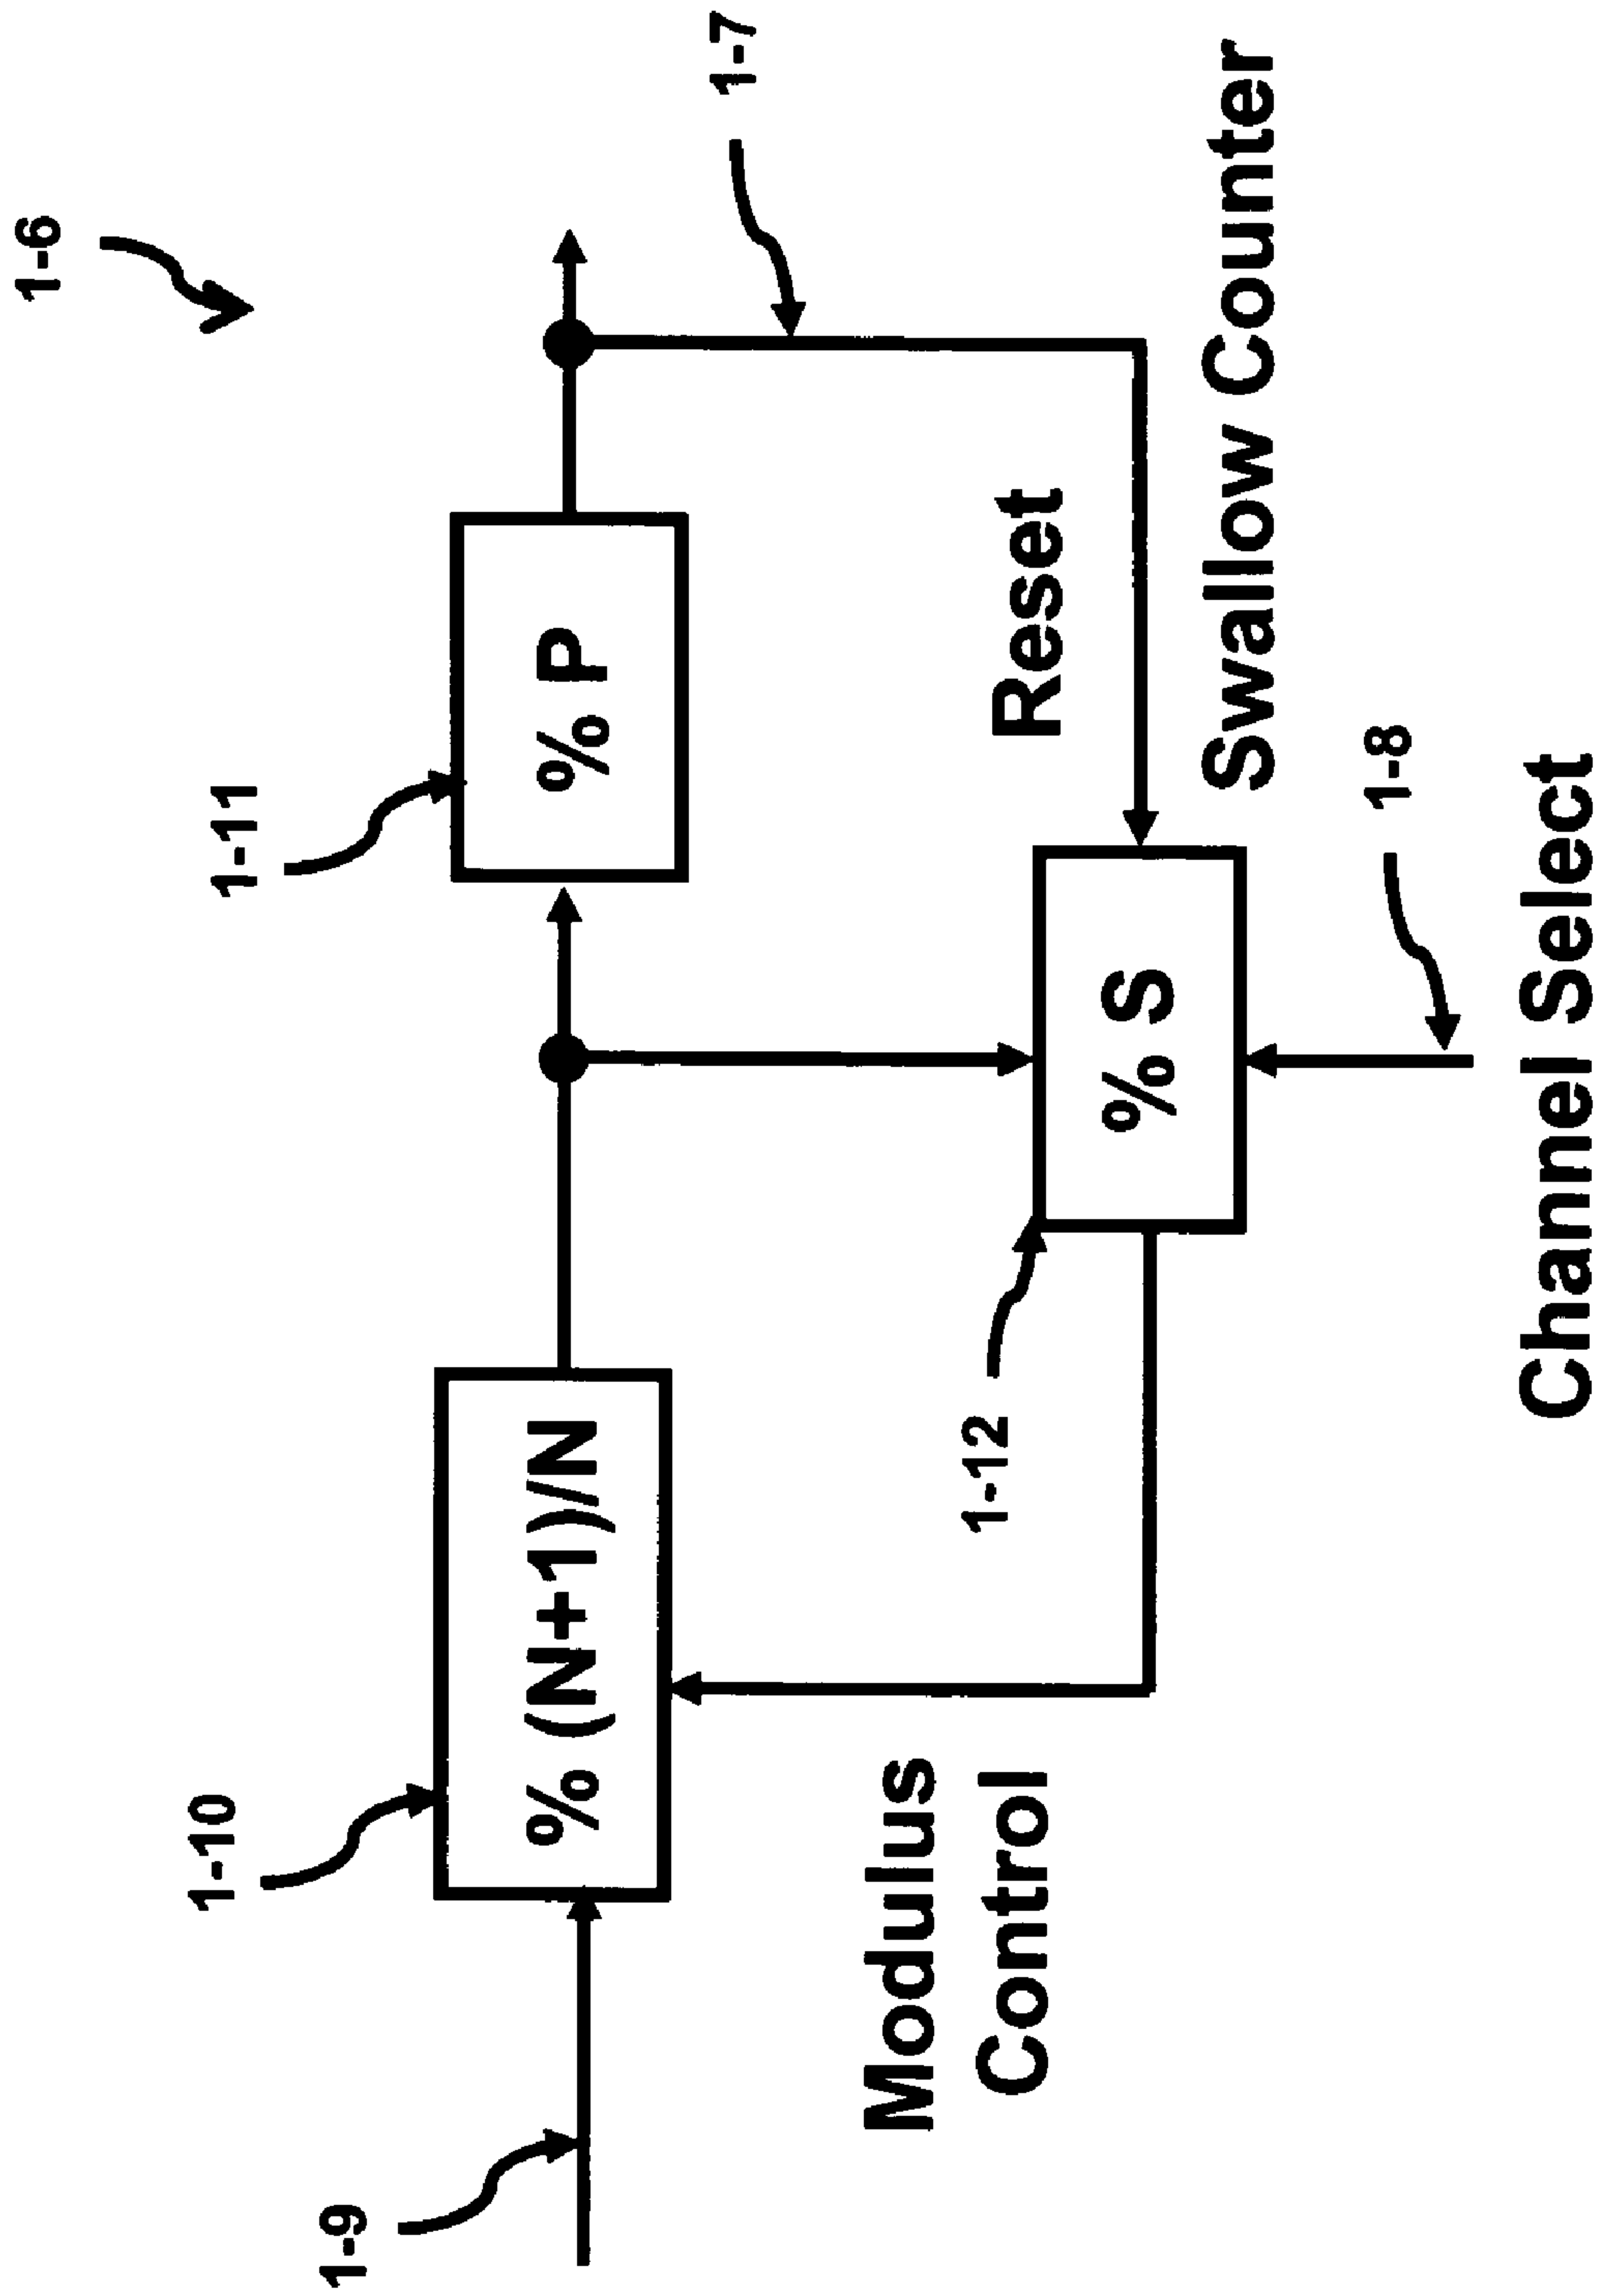 1-6
1-10
1-11
1-7
1-9
% (N+1)/N
% P
Modulus
Control
1-12
Reset
% S
Swallow Counter
1-8
Channel Select